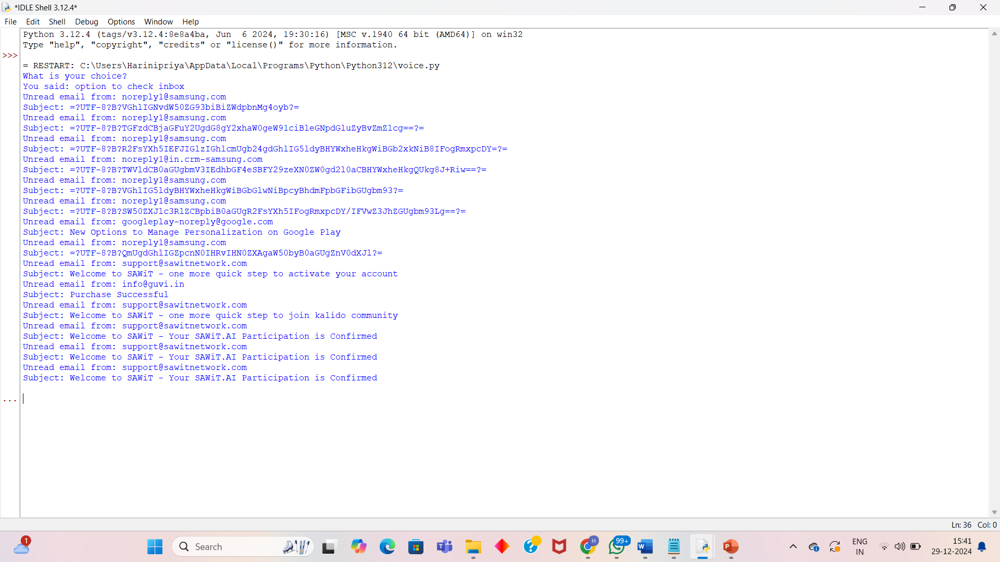 *IDLE Shell 3.12.4*
File Edit Shell Debug Options Window Help
Python 3.12.4 (tags/v3.12.4:8e8a4ba, Jun  6 2024, 19:30:16) [MSC v.1940 64 bit (AMD64)] on win32
Type "help", "copyright", "credits" or "license()" for more information.
>>>
= RESTART: C:\Users\Harinipriya\AppData\Local\Programs\Python\Python312\voice.py
What is your choice?
You said: option to check inbox
Unread email from: noreply1@samsung.com
Subject: =?UTF-8?B?VGhlIGNvdW50ZG93biBiZWdpbnMg4oyb?=
Unread email from: noreply1@samsung.com
Subject: =?UTF-8?B?TGFzdCBjaGFuY2UgdG8gY2xhaW0geW91ciBleGNpdGluZyBvZmZlcg==?=
Unread email from: noreply1@samsung.com
Subject: =?UTF-8?B?R2FsYXh5IEFJIGlzIGhlcmUgb24gdGhlIG5ldyBHYWxheHkgWiBGb2xkNiB8IFogRmxpcDY=?=
Unread email from: noreply1@in.crm-samsung.com
Subject: =?UTF-8?B?TWVldCB0aGUgbmV3IEdhbGF4eSBFY29zeXN0ZW0gd2l0aCBHYWxheHkgQUkg8J+Riw==?=
Unread email from: noreply1@samsung.com
Subject: =?UTF-8?B?VGhlIG5ldyBHYWxheHkgWiBGbGlwNiBpcyBhdmFpbGFibGUgbm93?=
Unread email from: noreply1@samsung.com
Subject: =?UTF-8?B?SW50ZXJlc3RlZCBpbiB0aGUgR2FsYXh5IFogRmxpcDY/IFVwZ3JhZGUgbm93Lg==?=
Unread email from: googleplay-noreply@google.com
Subject: New Options to Manage Personalization on Google Play
Unread email from: noreply1@samsung.com
Subject: =?UTF-8?B?QmUgdGhlIGZpcnN0IHRvIHN0ZXAgaW50byB0aGUgZnV0dXJl?=
Unread email from: support@sawitnetwork.com
Subject: Welcome to SAWiT - one more quick step to activate your account
Unread email from: info@guvi.in
Subject: Purchase Successful
Unread email from: support@sawitnetwork.com
Subject: Welcome to SAWiT - one more quick step to join kalido community
Unread email from: support@sawitnetwork.com
Subject: Welcome to SAWiT - Your SAWiT.AI Participation is Confirmed
Unread email from: support@sawitnetwork.com
Subject: Welcome to SAWiT - Your SAWiT.AI Participation is Confirmed
Unread email from: support@sawitnetwork.com
Subject: Welcome to SAWiT - Your SAWiT.AI Participation is Confirmed
...
Ln: 36 Col: 0
1
Search
H
99+
ENG
IN
15:41
29-12-2024